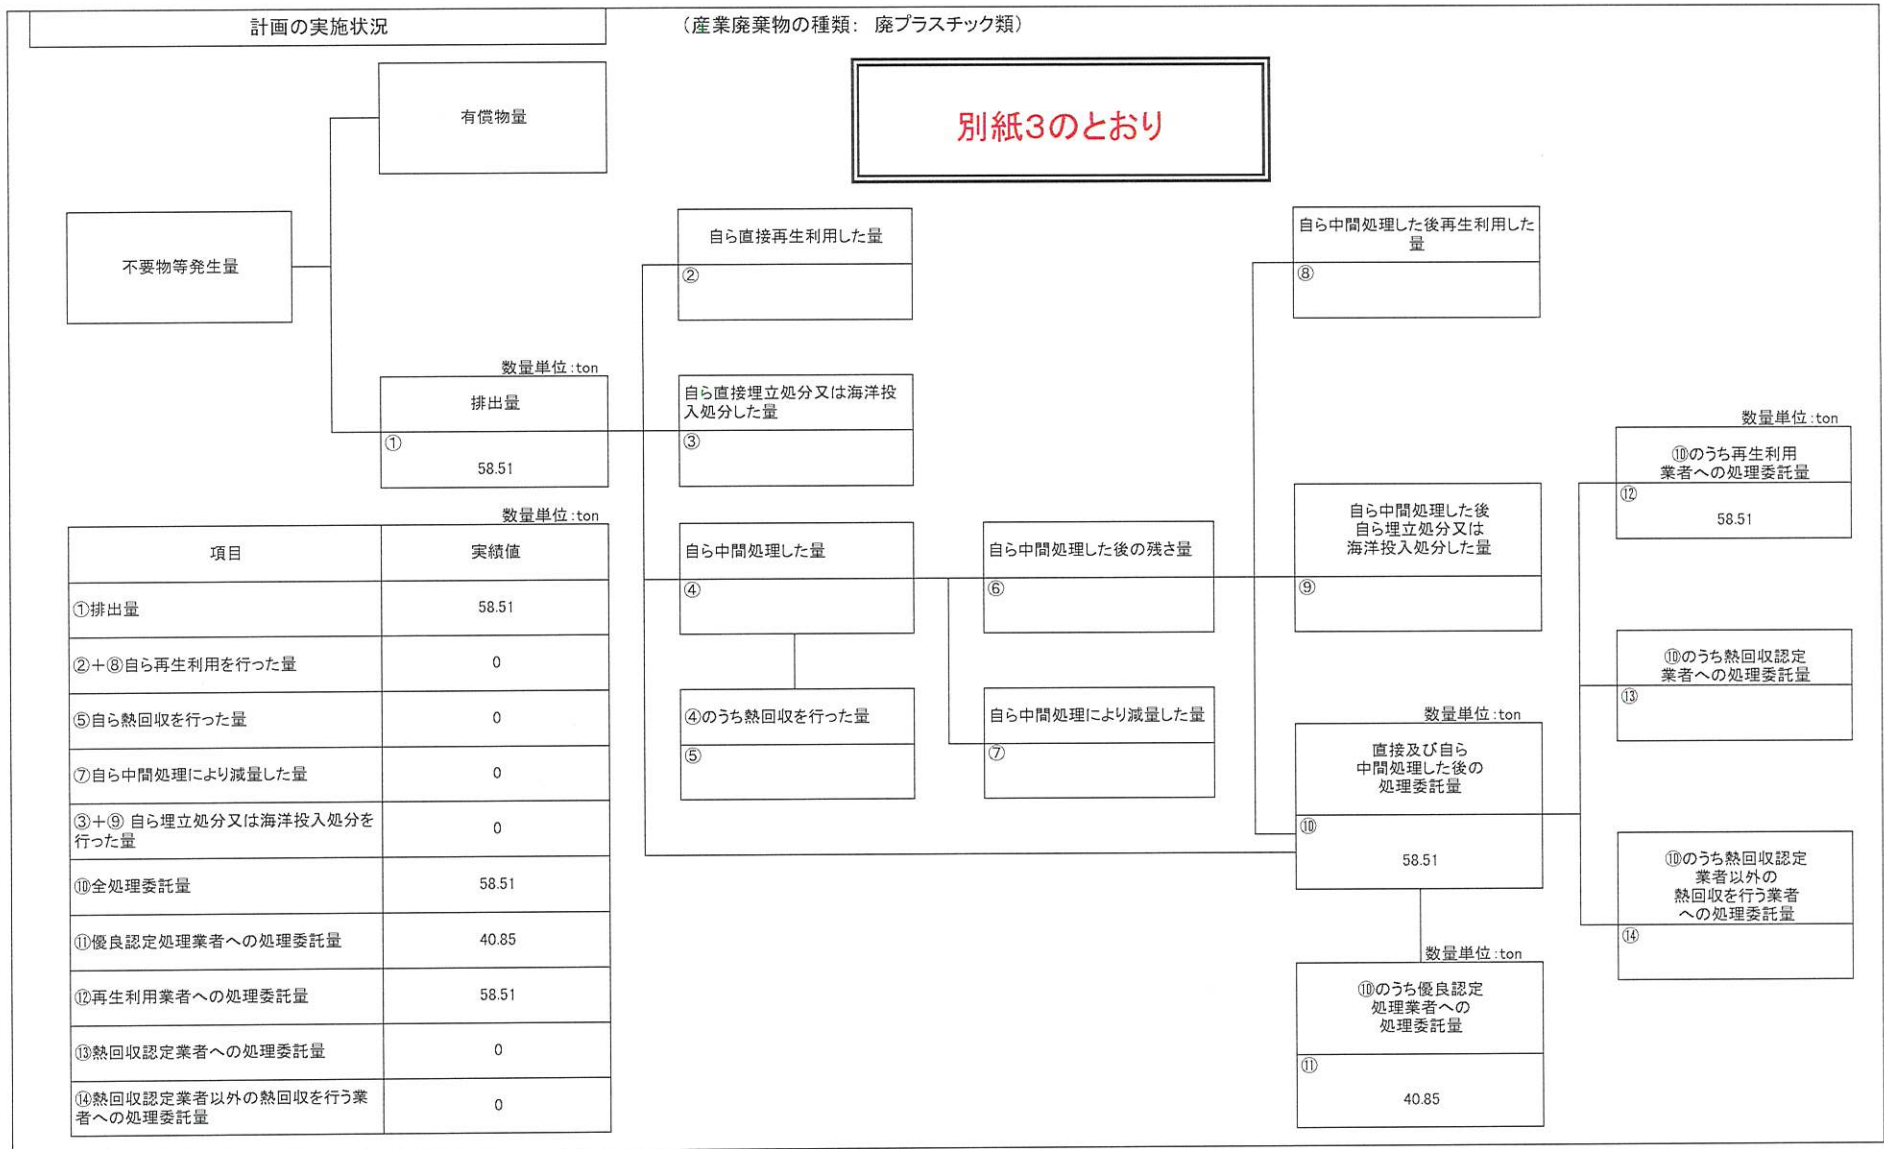 計画の実施状況
（産業廃棄物の種類： 廃プラスチック類）
有償物量
別紙3のとおり
不要物等発生量
自ら直接再生利用した量
②
自ら中間処理した後再生利用した
量
⑧
数量単位:ton
排出量
①
58.51
自ら直接埋立処分又は海洋投
入処分した量
③
数量単位:ton
⑩のうち再生利用
業者への処理委託量
⑫
58.51
自ら中間処理した量
④
自ら中間処理した後の残さ量
⑥
自ら中間処理した後
自ら埋立処分又は
海洋投入処分した量
⑨
⑩のうち熱回収認定
業者への処理委託量
⑬
④のうち熱回収を行った量
⑤
自ら中間処理により減量した量
⑦
数量単位:ton
直接及び自ら
中間処理した後の
処理委託量
⑩
58.51
⑩のうち熱回収認定
業者以外の
熱回収を行う業者
への処理委託量
⑭
数量単位:ton
⑩のうち優良認定
処理業者への
処理委託量
⑪
40.85
数量単位:ton
項目 実績値
①排出量 58.51
②＋⑧自ら再生利用を行った量 0
⑤自ら熱回収を行った量 0
⑦自ら中間処理により減量した量 0
③＋⑨ 自ら埋立処分又は海洋投入処分を
行った量 0
⑩全処理委託量 58.51
⑪優良認定処理業者への処理委託量 40.85
⑫再生利用業者への処理委託量 58.51
⑬熱回収認定業者への処理委託量 0
⑭熱回収認定業者以外の熱回収を行う業
者への処理委託量 0